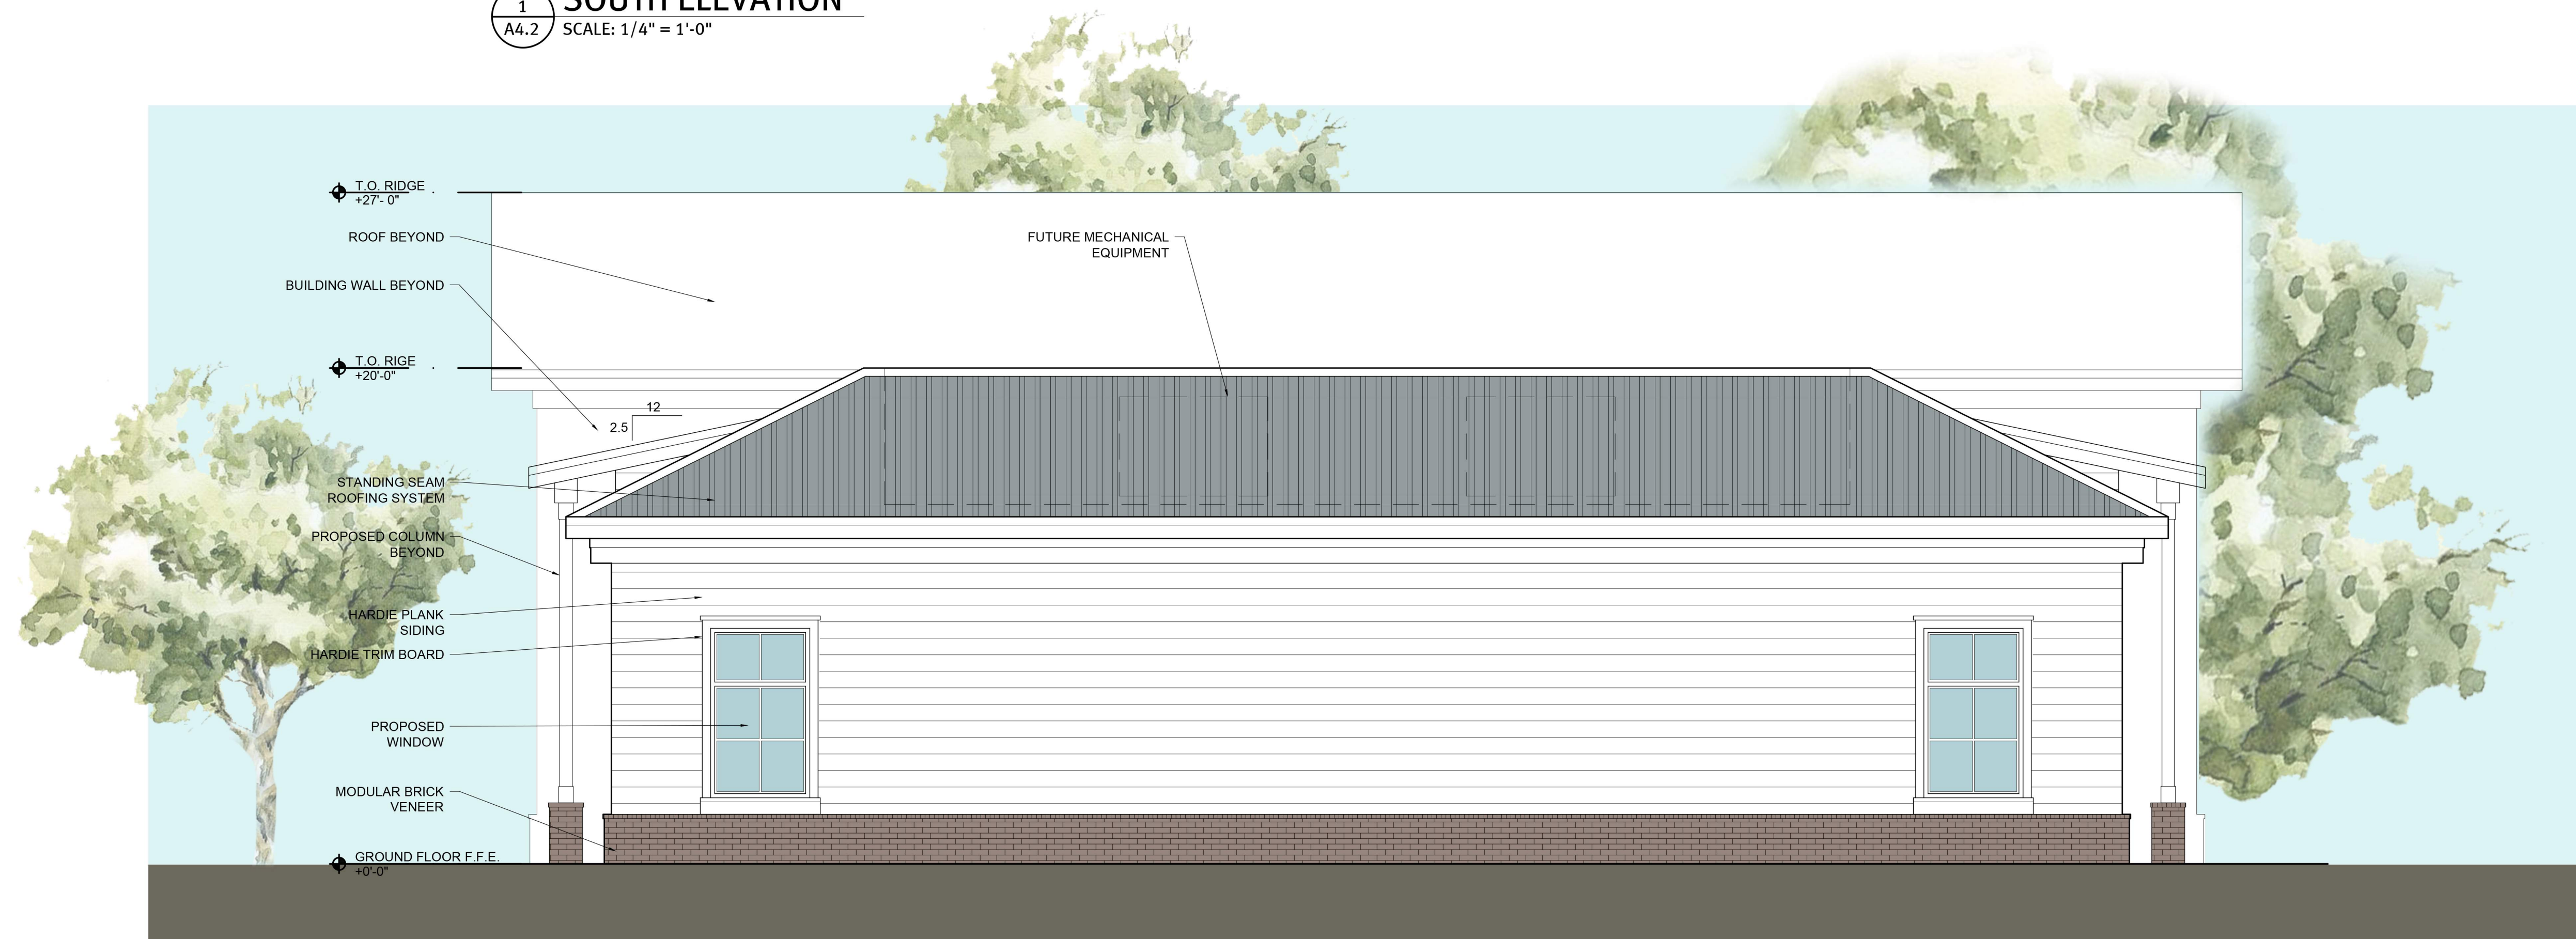 1
A4.2
SOUTH ELEVATION
SCALE: 1/4" = 1'-0"
T.O. RIDGE
+27'- 0"
ROOF BEYOND
FUTURE MECHANICAL
EQUIPMENT
BUILDING WALL BEYOND
T.O. RIGE
+20'-0"
12
2.5
STANDING SEAM
ROOFING SYSTEM
PROPOSED COLUMN
BEYOND
HARDIE PLANK
SIDING
HARDIE TRIM BOARD
PROPOSED
WINDOW
MODULAR BRICK
VENEER
GROUND FLOOR F.F.E.
+0'-0"